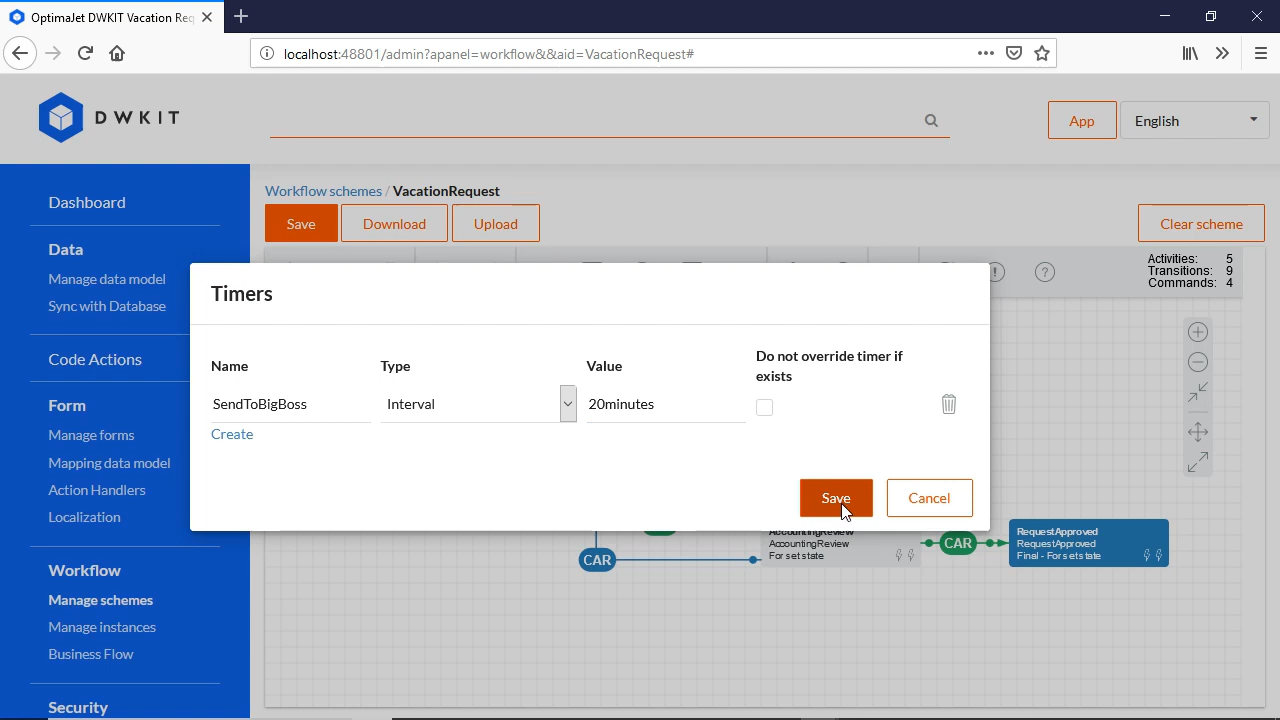 OptimaJet DWKIT Vacation Req
localhost:48801/admin?apanel=workflow&&aid=VacationRequest#
DWKIT
App
English
Dashboard
Data
Manage data model
Sync with Database
Code Actions
Form
Manage forms
Mapping data model
Action Handlers
Localization
Workflow
Manage schemes
Manage instances
Business Flow
Security
Workflow schemes / VacationRequest
Save
Download
Upload
Clear scheme
Activities: 5
Transitions: 9
Commands: 4
Timers
Name
Type
Value
Do not override timer if
exists
SendToBigBoss
Interval
20minutes
Create
Save
Cancel
CAR
AccountingReview
AccountingReview
For set state
CAR
RequestApproved
RequestApproved
Final - For set state